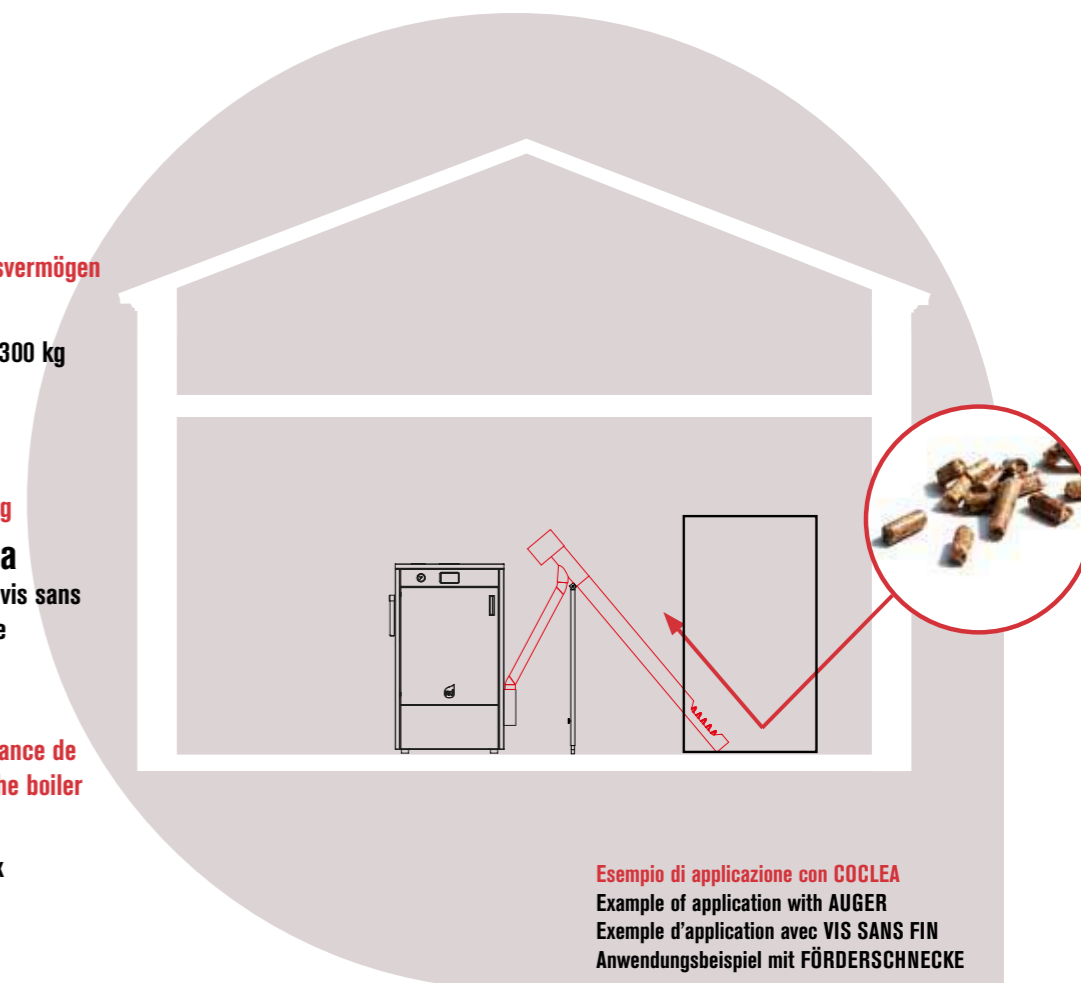 svermögen
300 kg
g
a
vis sans
e
ance de
he boiler
x
Esempio di applicazione con COCLEA
Example of application with AUGER
Exemple d'application avec VIS SANS FIN
Anwendungsbeispiel mit FÖRDERSCHNECKE